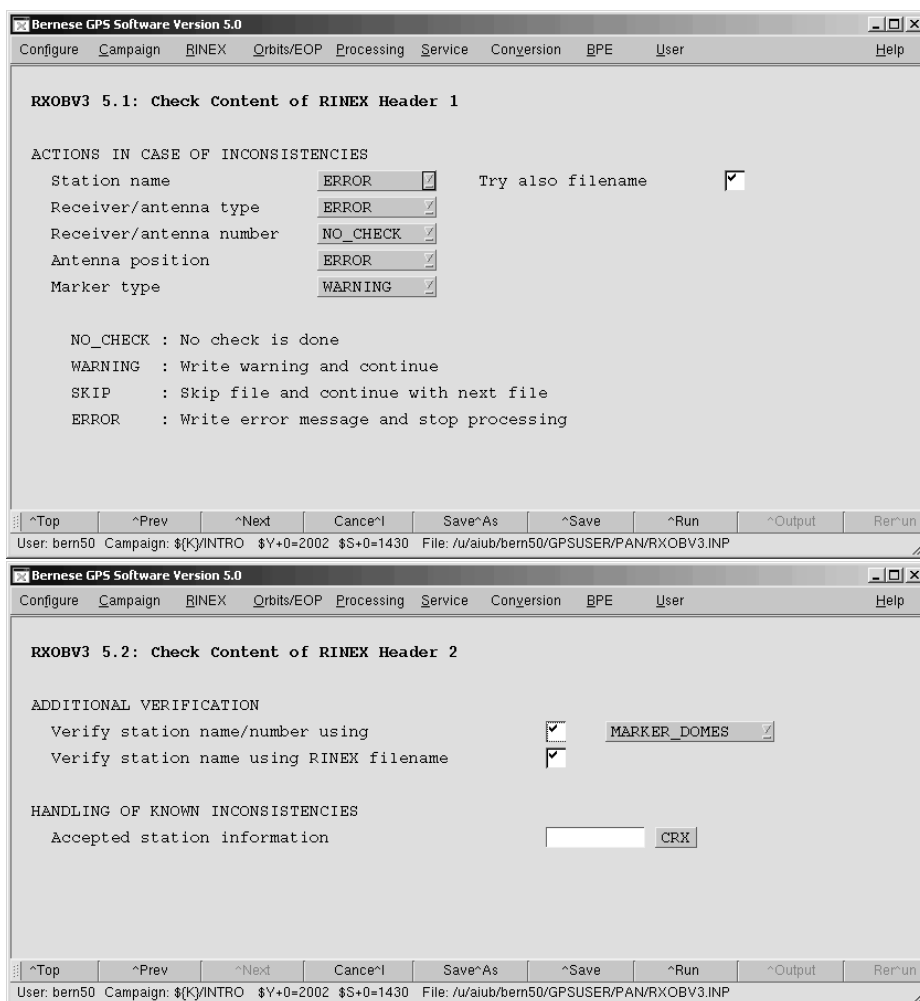 Bernese GPS Software Version 5.0
Configure Campaign RINEX Orbits/EOP Processing Service Conversion BPE User Help
RXOBV3 5.1: Check Content of RINEX Header 1
ACTIONS IN CASE OF INCONSISTENCIES
Station name ERROR Try also filename
Receiver/antenna type ERROR
Receiver/antenna number NO_CHECK
Antenna position ERROR
Marker type WARNING
NO_CHECK : No check is done
WARNING : Write warning and continue
SKIP : Skip file and continue with next file
ERROR : Write error message and stop processing
^Top ^Prev ^Next Cance^l Save^As ^Save ^Run ^Output Rer^un
User: bern50 Campaign: ${K}/INTRO $Y+0=2002 $S+0=1430 File: /u/aiub/bern50/GPSUSER/PAN/RXOBV3.INP
Bernese GPS Software Version 5.0
Configure Campaign RINEX Orbits/EOP Processing Service Conversion BPE User Help
RXOBV3 5.2: Check Content of RINEX Header 2
ADDITIONAL VERIFICATION
Verify station name/number using MARKER_DOMES
Verify station name using RINEX filename
HANDLING OF KNOWN INCONSISTENCIES
Accepted station information CRX
^Top ^Prev ^Next Cance^l Save^As ^Save ^Run ^Output Rer^un
User: bern50 Campaign: ${K}/INTRO $Y+0=2002 $S+0=1430 File: /u/aiub/bern50/GPSUSER/PAN/RXOBV3.INP